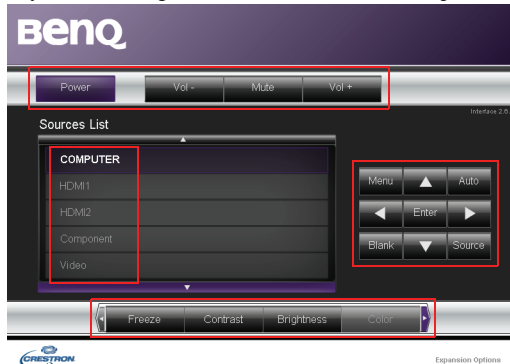 BenQ
Power Vol - Mute Vol +
Interface 2.6
Sources List
COMPUTER
HDMI1
HDMI2
Component
Video
Menu Auto
Enter
Blank Source
Freeze Contrast Brightness Color
CRESTRON
Expansion Options